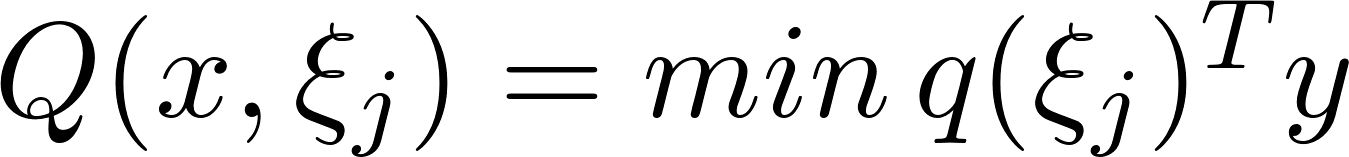 Q(x, ξ_j) = min q(ξ_j)^T y